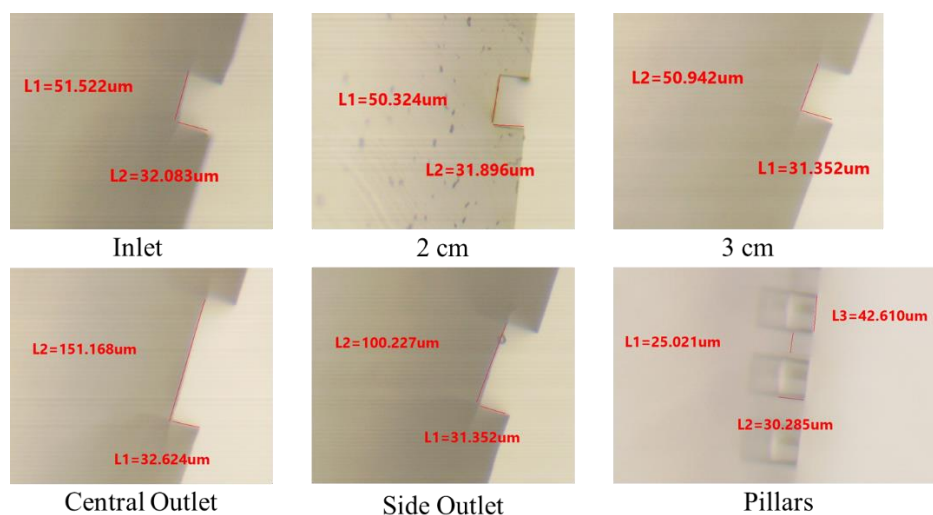 L1=51.522um
L2=32.083um
Inlet
L1=50.324um
L2=31.896um
2 cm
L2=50.942um
L1=31.352um
3 cm
L2=151.168um
L1=32.624um
Central Outlet
L2=100.227um
L1=31.352um
Side Outlet
L3=42.610um
L1=25.021um
L2=30.285um
Pillars